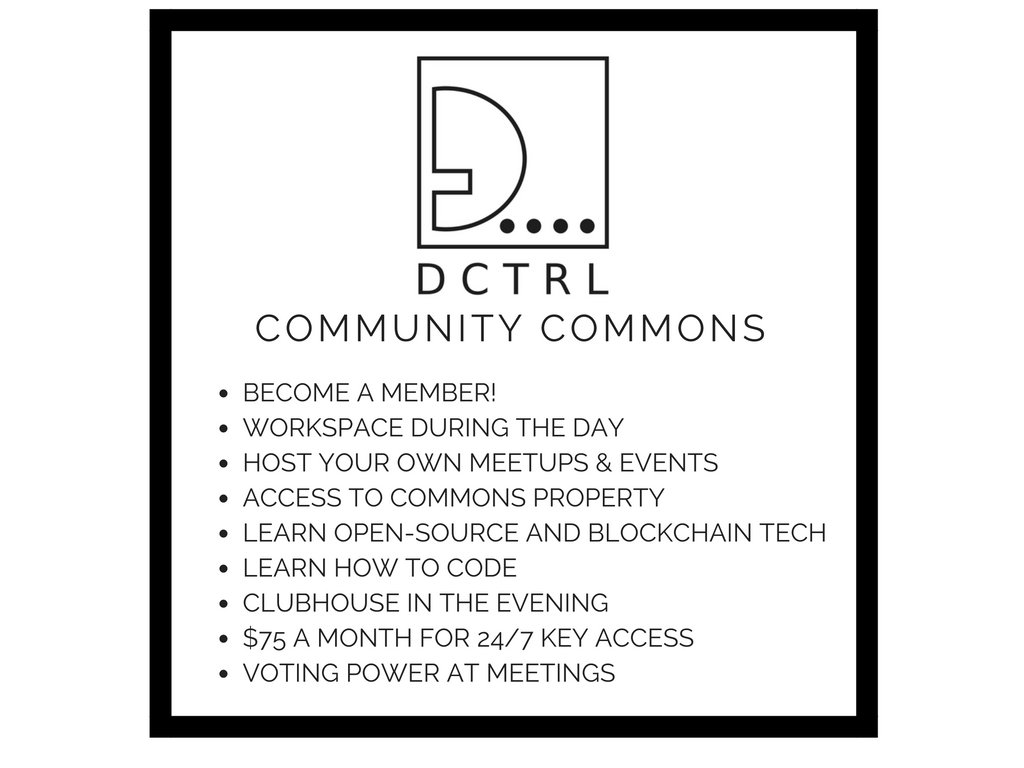 DCTRL
COMMUNITY COMMONS
• BECOME A MEMBER!
• WORKSPACE DURING THE DAY
• HOST YOUR OWN MEETUPS & EVENTS
• ACCESS TO COMMONS PROPERTY
• LEARN OPEN-SOURCE AND BLOCKCHAIN TECH
• LEARN HOW TO CODE
• CLUBHOUSE IN THE EVENING
• $75 A MONTH FOR 24/7 KEY ACCESS
• VOTING POWER AT MEETINGS